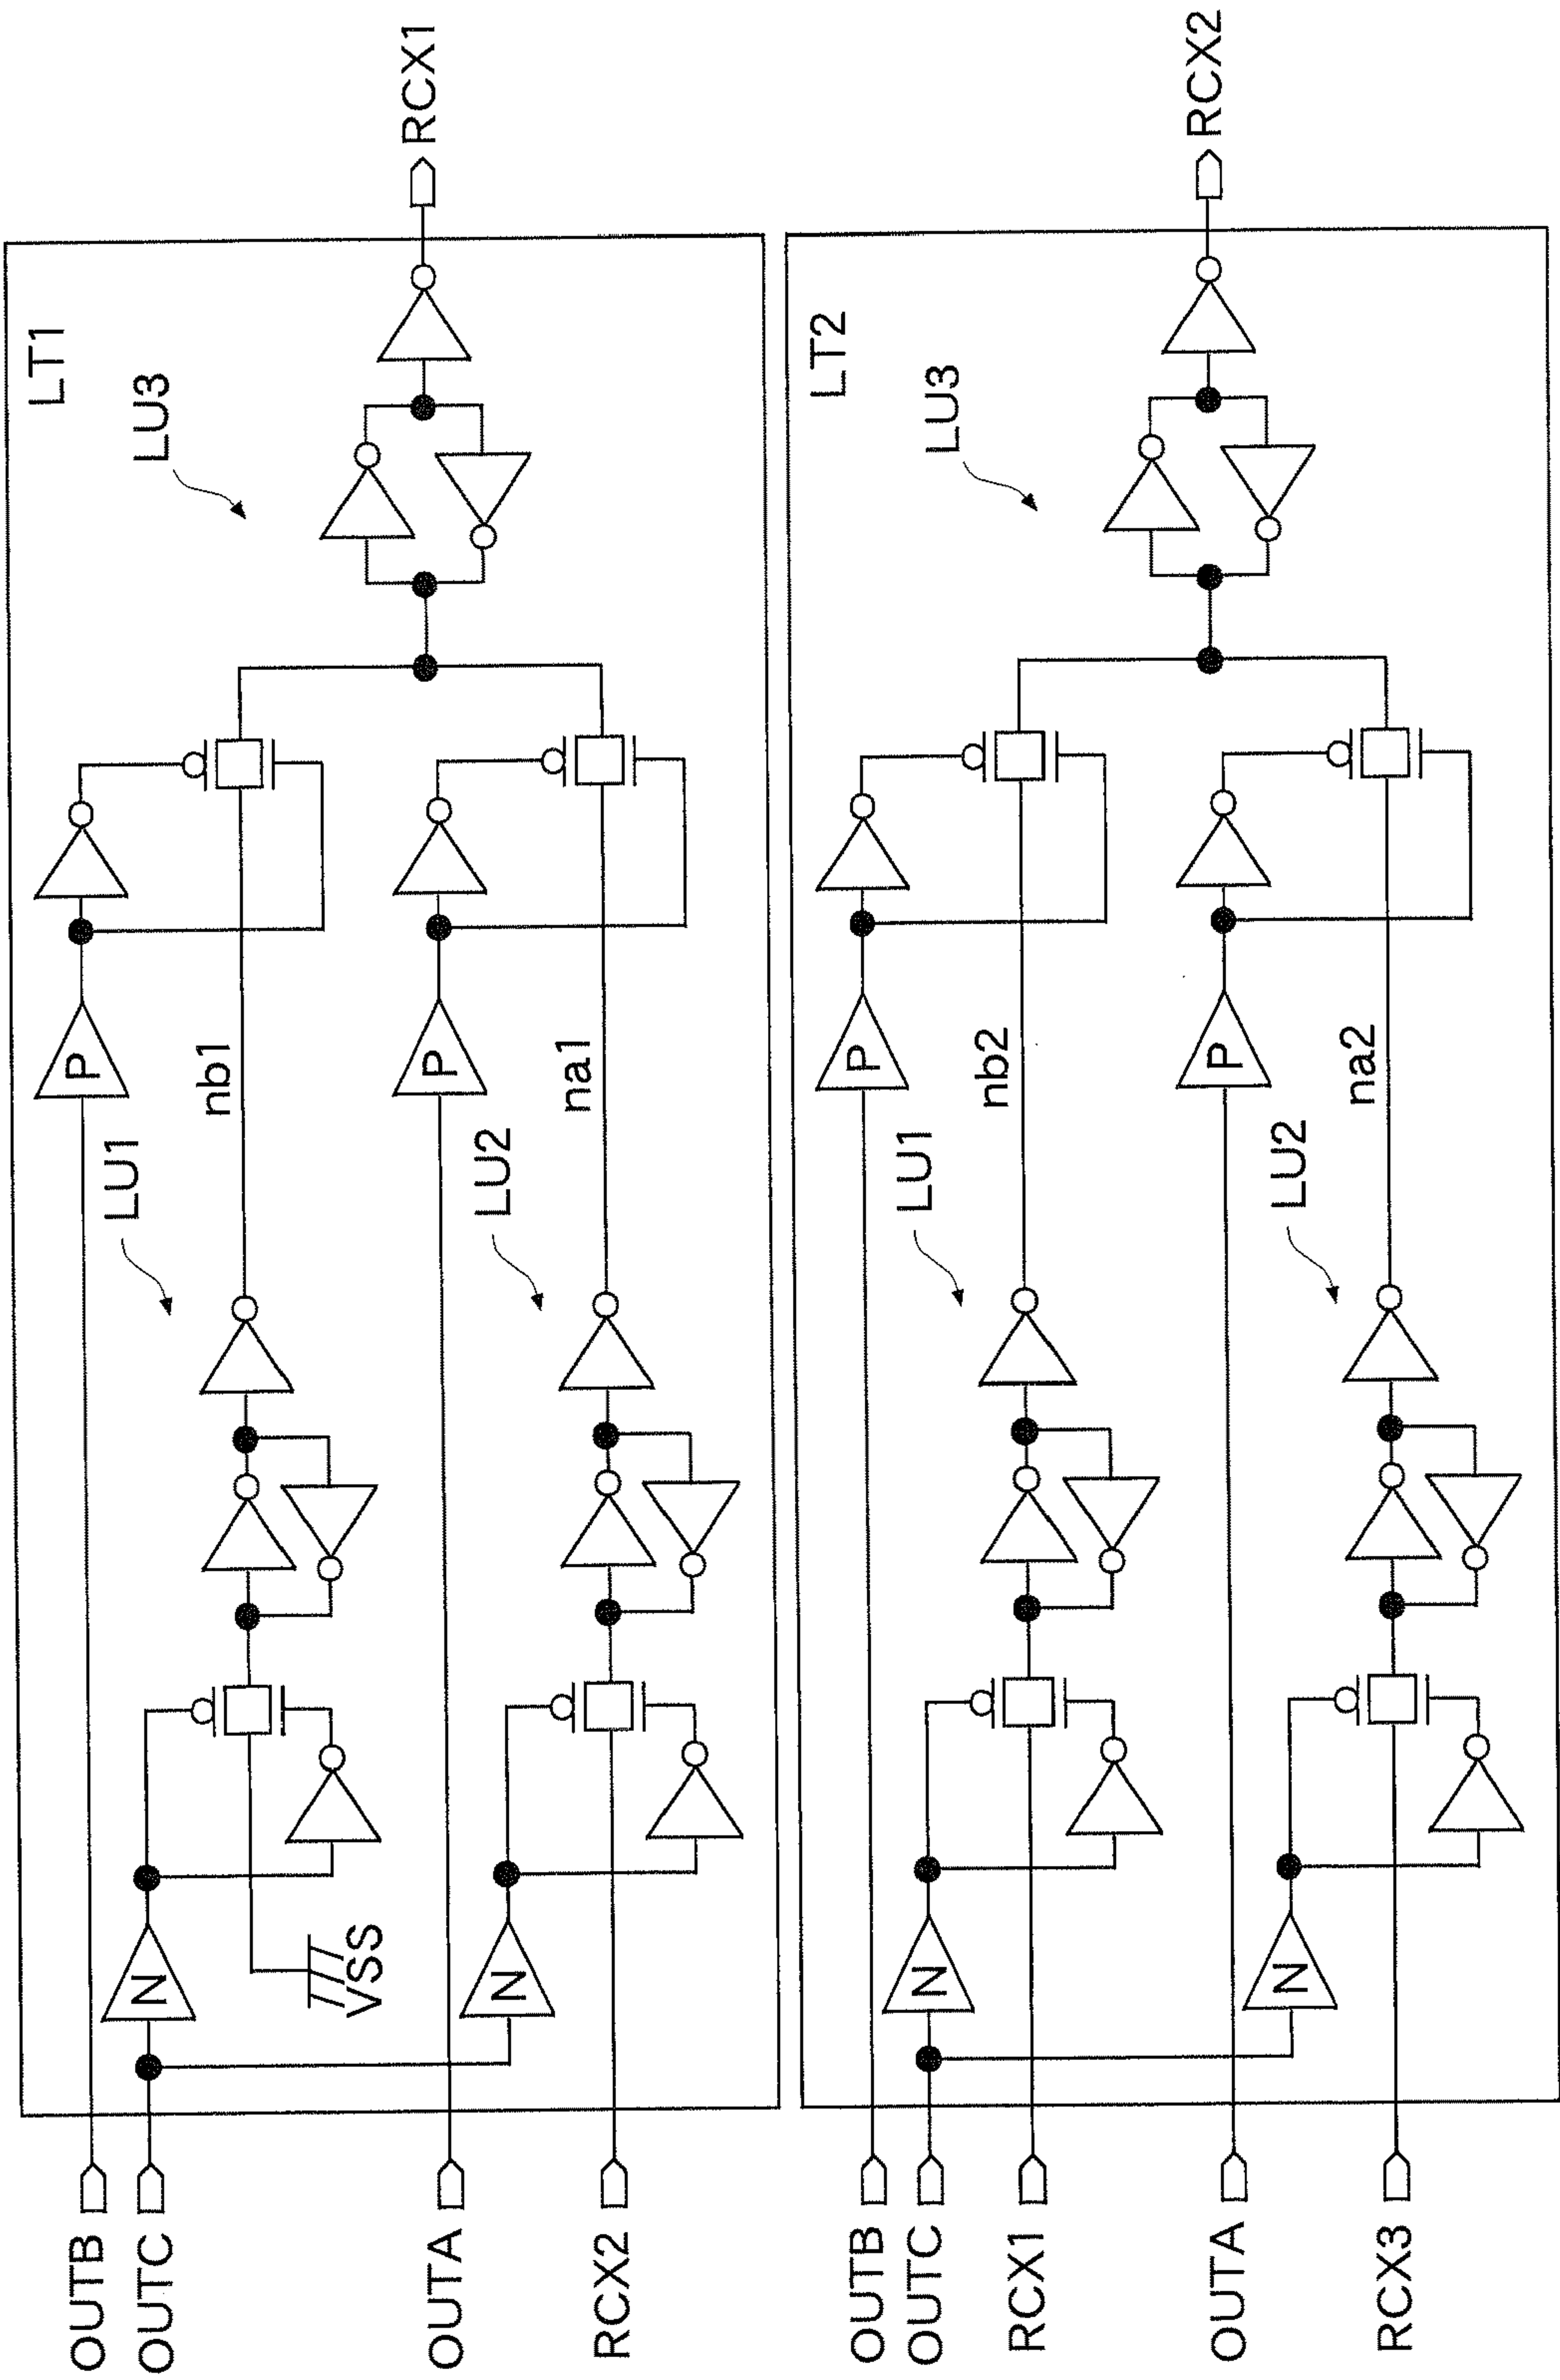 LT1
OUTB
P
LU1
OUTC
N
nb1
VSS
LU3
RCX1
OUTA
P
LU2
N
na1
RCX2
LT2
OUTB
P
LU1
OUTC
N
nb2
RCX1
LU3
RCX2
OUTA
P
LU2
N
na2
RCX3